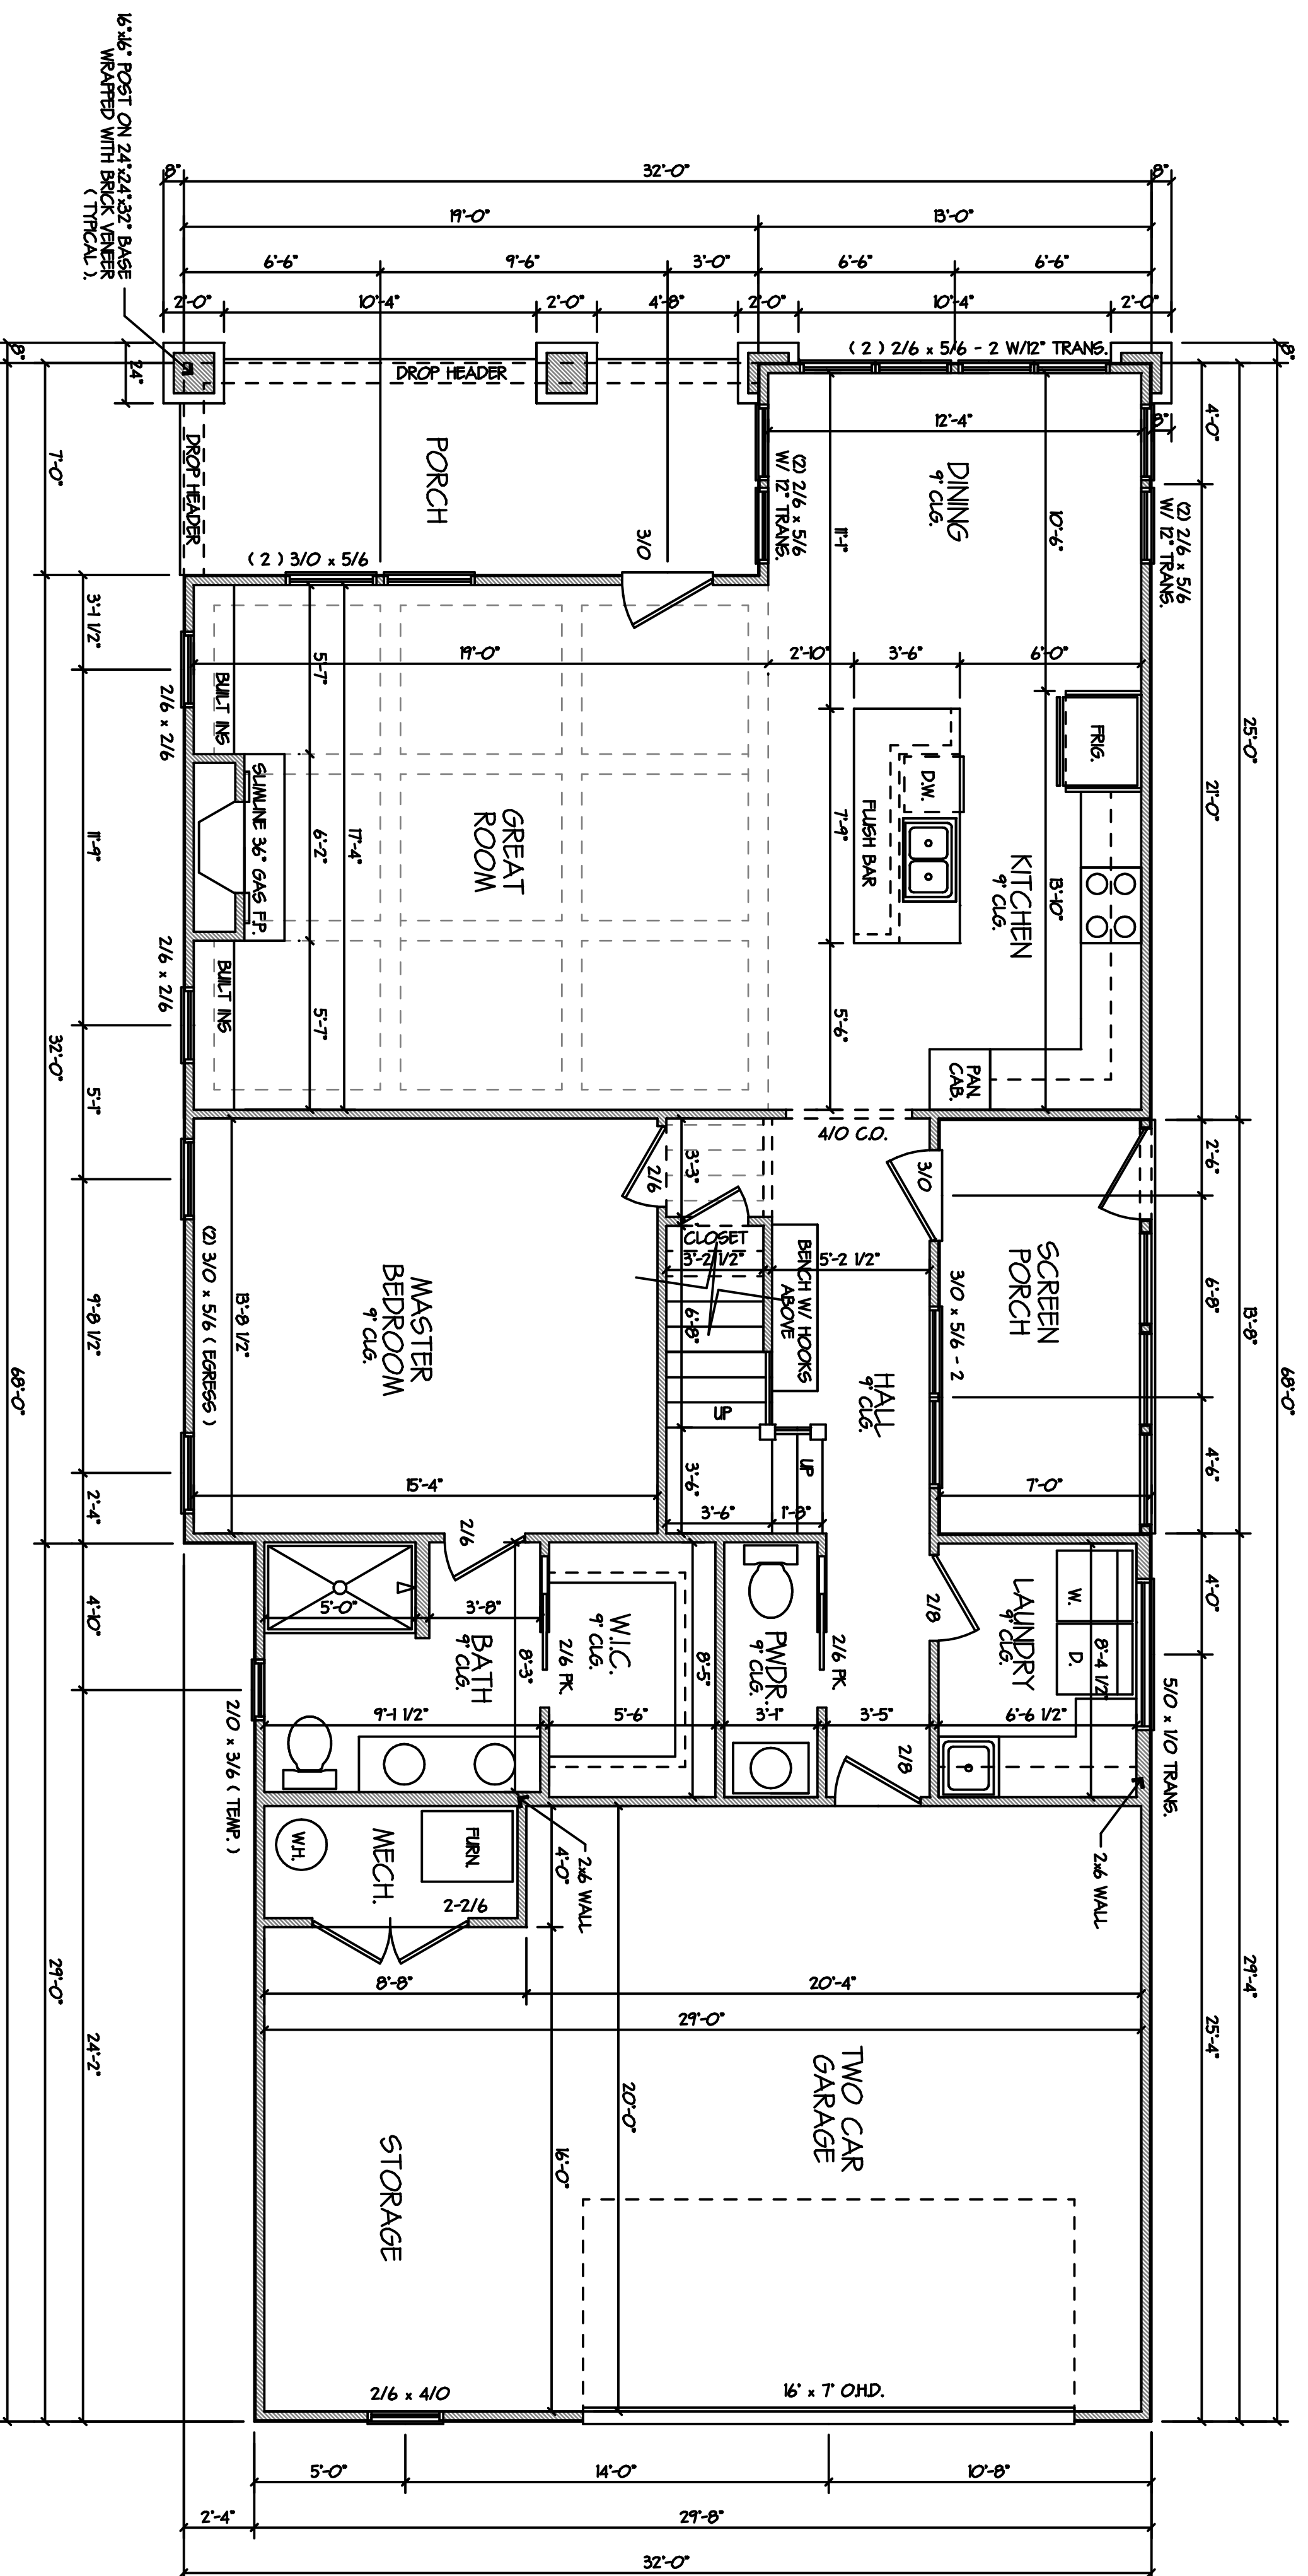 16"x16" POST ON 24"x24"x32" BASE
WRAPPED WITH BRICK VENEER
( TYPICAL ).
8"
32'-0"
8"
19'-0"
13'-0"
6'-6"
9'-6"
3'-0"
6'-6"
6'-6"
2'-0"
10'-4"
2'-0"
4'-8"
2'-0"
10'-4"
2'-0"
8"
24"
7'-0"
DROP HEADER
DROP HEADER
PORCH
( 2 ) 3/0 x 5/6
3/0
( 2 ) 2/6 x 5/6 - 2 W/12" TRANS.
12'-4"
8"
8"
4'-0"
DINING
9' CLG.
(2) 2/6 x 5/6
W/ 12" TRANS.
(2) 2/6 x 5/6
W/ 12" TRANS.
11'-1"
10'-6"
19'-0"
2'-10"
3'-6"
6'-0"
25'-0"
21'-0"
68'-0"
3'-1 1/2"
11'-9"
5'-1"
9'-8 1/2"
2'-4"
32'-0"
68'-0"
2/6 x 2/6
2/6 x 2/6
BUILT INS
BUILT INS
SLIMLINE 36" GAS F.P.
5'-7"
6'-2"
5'-7"
17'-4"
GREAT
ROOM
FRIG.
D.W.
FLUSH BAR
7'-9"
5'-6"
KITCHEN
9' CLG.
13'-10"
PAN.
CAB.
4/0 C.O.
2'-6"
6'-8"
4'-6"
13'-8"
SCREEN
PORCH
3/0
3/0 x 5/6 - 2
7'-0"
3'-3"
2/6
CLOSET
3'-2 1/2"
5'-2 1/2"
BENCH W/ HOOKS
ABOVE
6'-8"
UP
UP
HALL
9' CLG.
3'-6"
3'-6"
1'-8"
MASTER
BEDROOM
9' CLG.
13'-8 1/2"
15'-4"
(2) 3/0 x 5/6 ( EGRESS )
2/6
4'-10"
24'-2"
29'-0"
5'-0"
3'-8"
BATH
9' CLG.
8'-3"
9'-1 1/2"
2/0 x 3/6 ( TEMP. )
W.I.C.
9' CLG.
2/6 PK.
8'-5"
5'-6"
PWDR.
9' CLG.
2/6 PK.
3'-1"
3'-5"
2/8
2/8
LAUNDRY
9' CLG.
W.
D.
8'-4 1/2"
6'-6 1/2"
5/0 x 1/0 TRANS.
4'-0"
25'-4"
29'-4"
2x6 WALL
2x6 WALL
MECH.
FURN.
W.H.
2-2/6
4'-0"
8'-8"
20'-4"
29'-0"
TWO CAR
GARAGE
20'-0"
16'-0"
STORAGE
2/6 x 4/0
16' x 7' O.H.D.
5'-0"
14'-0"
10'-8"
2'-4"
29'-8"
32'-0"